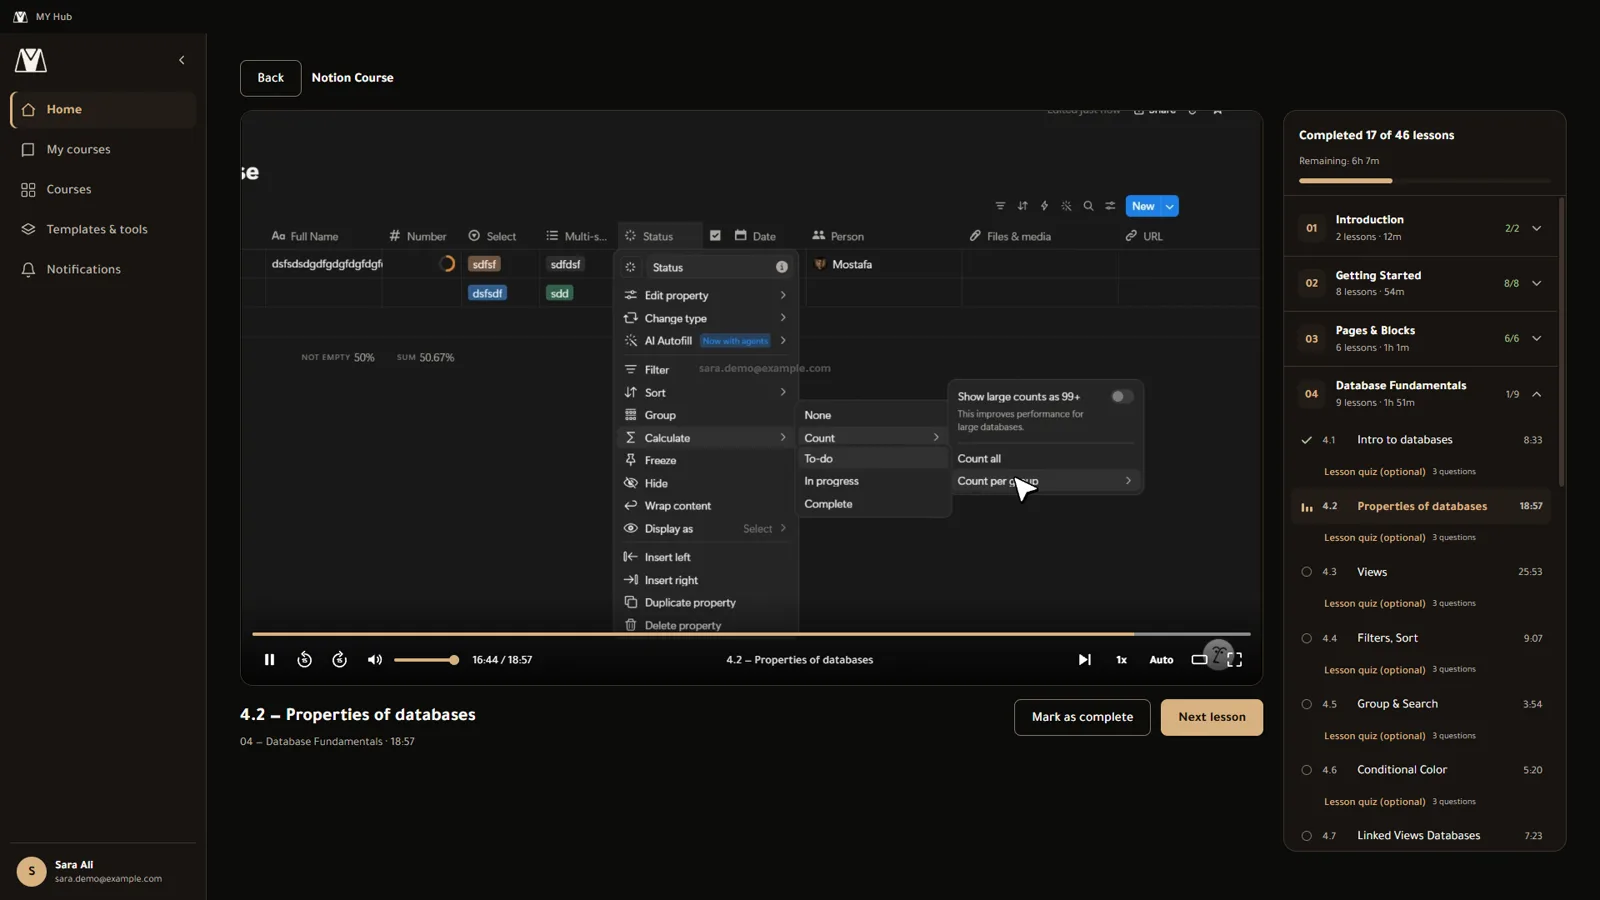 MY Hub
Home
My courses
Courses
Templates & tools
Notifications
Sara Ali
sara.demo@example.com
S
Back
Notion Course
Edited just now
Share
se
New
Aa Full Name
# Number
Select
Multi-s...
Status
Date
Person
Files & media
URL
dsfsdsdgdfgdgfdgfdgf
sdfsf
sdfdsf
Mostafa
dsfsdf
sdd
NOT EMPTY 50%
SUM 50.67%
Status
Edit property
Change type
AI Autofill Now with agents
Filter
Sort
Group
Calculate
Freeze
Hide
Wrap content
Display as Select
Insert left
Insert right
Duplicate property
Delete property
sara.demo@example.com
None
Count
To-do
In progress
Complete
Show large counts as 99+
This improves performance for
large databases.
Count all
Count per group
16:44 / 18:57
4.2 – Properties of databases
1x
Auto
4.2 – Properties of databases
04 – Database Fundamentals · 18:57
Mark as complete
Next lesson
Completed 17 of 46 lessons
Remaining: 6h 7m
01 Introduction 2/2
2 lessons · 12m
02 Getting Started 8/8
8 lessons · 54m
03 Pages & Blocks 6/6
6 lessons · 1h 1m
04 Database Fundamentals 1/9
9 lessons · 1h 51m
4.1 Intro to databases 8:33
Lesson quiz (optional) 3 questions
4.2 Properties of databases 18:57
Lesson quiz (optional) 3 questions
4.3 Views 25:53
Lesson quiz (optional) 3 questions
4.4 Filters, Sort 9:07
Lesson quiz (optional) 3 questions
4.5 Group & Search 3:54
Lesson quiz (optional) 3 questions
4.6 Conditional Color 5:20
Lesson quiz (optional) 3 questions
4.7 Linked Views Databases 7:23